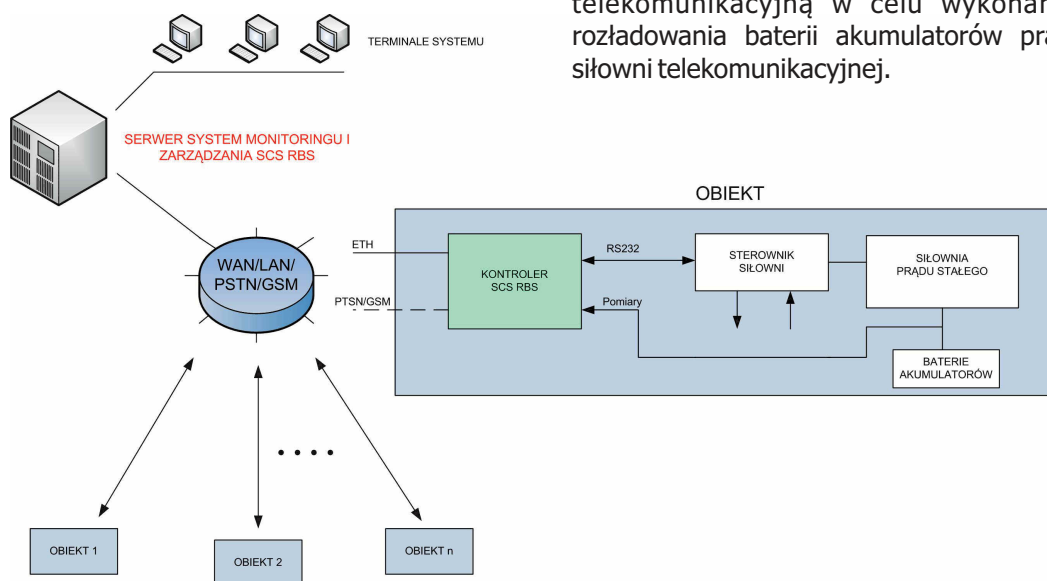 telekomunikacyjną w celu
rozładowania baterii akumulatorów
siłowni telekomunikacyjnej.
TERMINALE SYSTEMU
SERWER SYSTEM MONITORINGU I
ZARZĄDZANIA SCS RBS
WAN/LAN/
PSTN/GSM
OBIEKT
ETH
PTSN/GSM
KONTROLER
SCS RBS
RS232
Pomiary
STEROWNIK
SIŁOWNI
SIŁOWNIA
PRĄDU STAŁEGO
BATERIE
AKUMULATORÓW
OBIEKT 1
OBIEKT 2
OBIEKT n